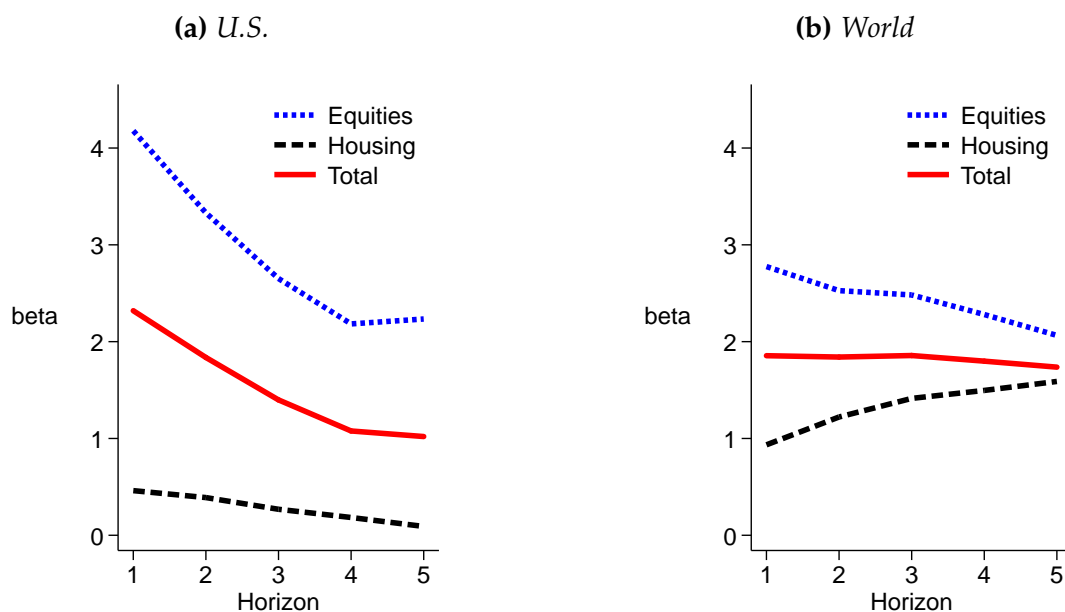 (a) U.S.
Equities
Housing
Total
4
3
2
1
0
beta
1 2 3 4 5
Horizon
(b) World
Equities
Housing
Total
4
3
2
1
0
beta
1 2 3 4 5
Horizon